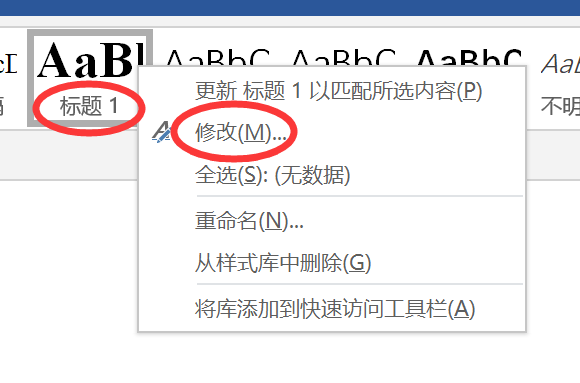 AaBl AaBbC AaBbC AaBbC AaBb
标题 1
不明
更新 标题 1 以匹配所选内容(P)
修改(M)...
全选(S): (无数据)
重命名(N)...
从样式库中删除(G)
将库添加到快速访问工具栏(A)